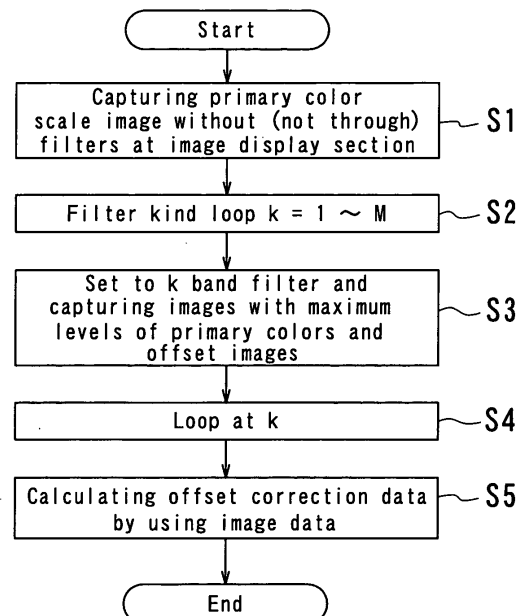 Start
Capturing primary color
scale image without (not through)
filters at image display section
S1
Filter kind loop k = 1 ~ M
S2
Set to k band filter and
capturing images with maximum
levels of primary colors and
offset images
S3
Loop at k
S4
Calculating offset correction data
by using image data
S5
End